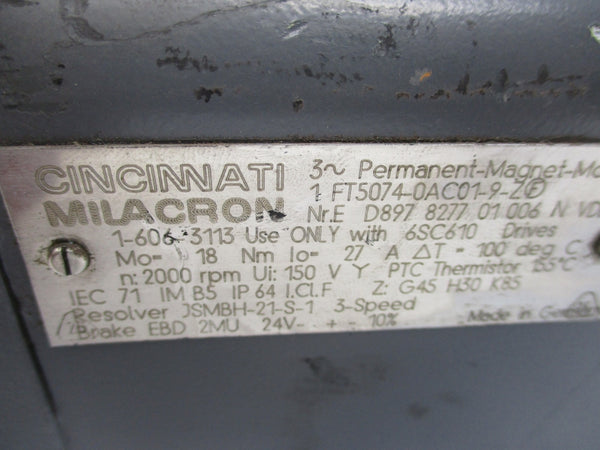 CINCINNATI
MILACRON
3~ Permanent-Magnet-Mo
1 FT5074-0AC01-9-Z
Nr.E D897 8277 01 006 N VD
1-606-3113 Use ONLY with 6SC610 Drives
Mo- 18 Nm Io- 27 A ΔT - 100 deg C
n: 2000 rpm Ui: 150 V Y PTC Thermistor 155°C
IEC 71 IM B5 IP 64 I.Cl.F Z: G45 H30 K85
Resolver JSMBH-21-S-1 3-Speed
Brake EBD 2MU 24V- + - 10% Made in